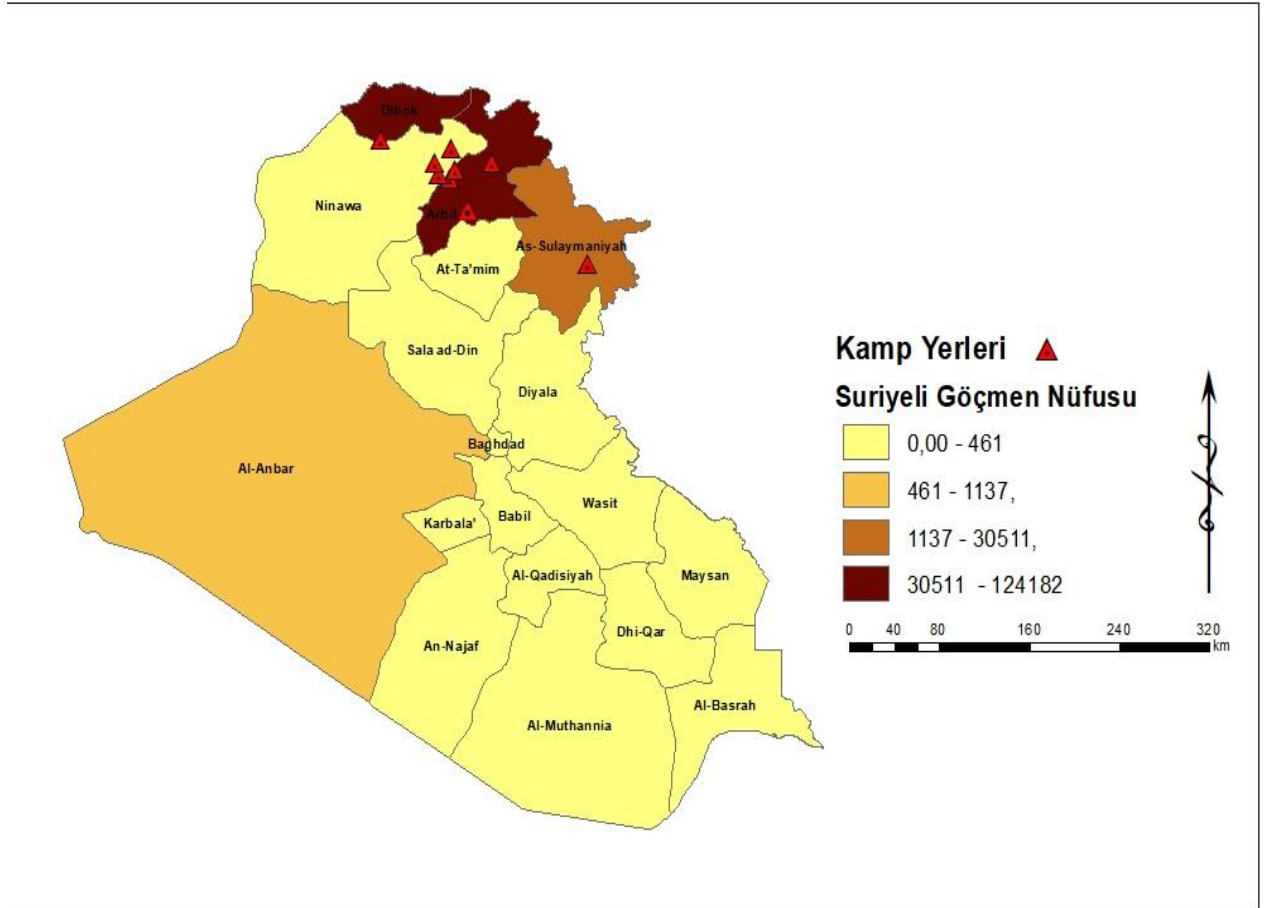 Dihok
Ninawa
Arbil
As-Sulaymaniyah
At-Ta'mim
Sala ad-Din
Diyala
Baghdad
Al-Anbar
Wasit
Karbala'
Babil
Al-Qadisiyah
Maysan
Dhi-Qar
An-Najaf
Al-Basrah
Al-Muthannia
Kamp Yerleri
Suriyeli Göçmen Nüfusu
0,00 - 461
461 - 1137,
1137 - 30511,
30511 - 124182
0 40 80 160 240 320
km